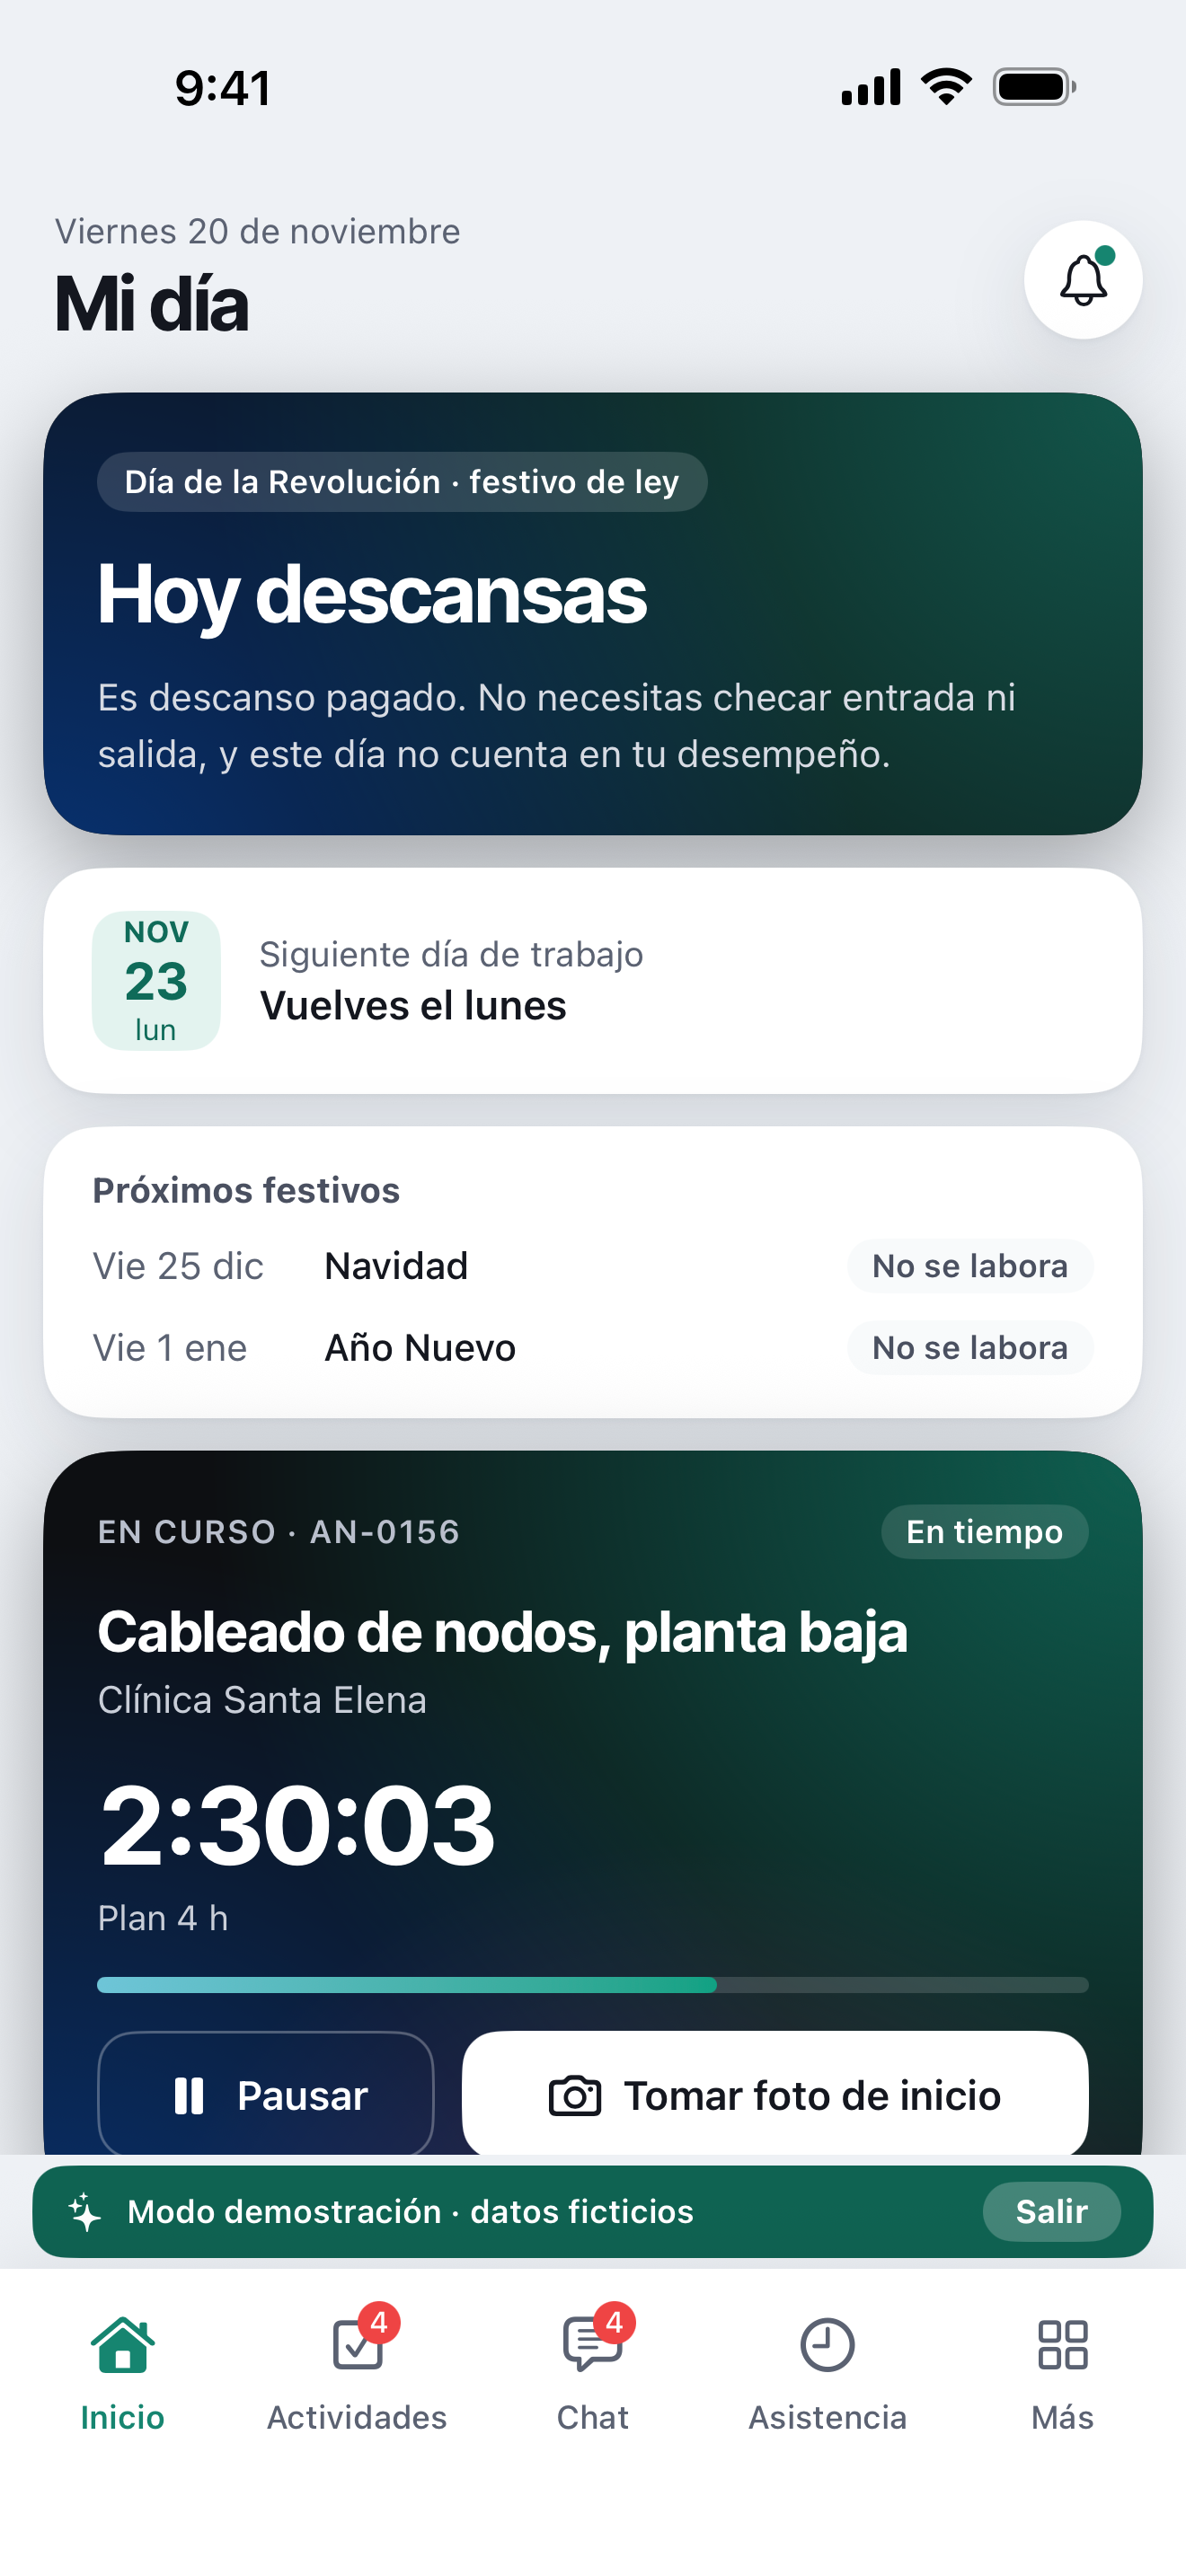 9:41
Viernes 20 de noviembre
Mi día
Día de la Revolución · festivo de ley
Hoy descansas
Es descanso pagado. No necesitas checar entrada ni
salida, y este día no cuenta en tu desempeño.
NOV
23
lun
Siguiente día de trabajo
Vuelves el lunes
Próximos festivos
Vie 25 dic Navidad No se labora
Vie 1 ene Año Nuevo No se labora
EN CURSO · AN-0156 En tiempo
Cableado de nodos, planta baja
Clínica Santa Elena
2:30:03
Plan 4 h
Pausar Tomar foto de inicio
Modo demostración · datos ficticios Salir
4 4
Inicio Actividades Chat Asistencia Más